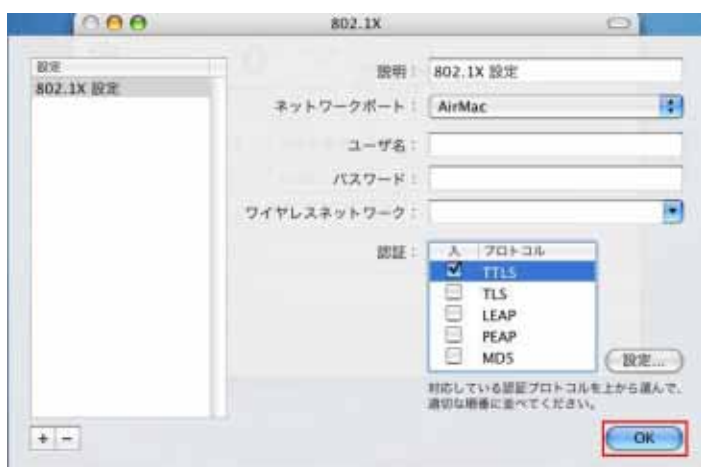 802.1X
設定
802.1X 設定
説明： 802.1X 設定
ネットワークポート： AirMac
ユーザ名：
パスワード：
ワイヤレスネットワーク：
認証：
入 プロトコル
TTLS
TLS
LEAP
PEAP
MD5
設定...
対応している認証プロトコルを上から選んで、
適切な順番に並べてください。
+ −
OK